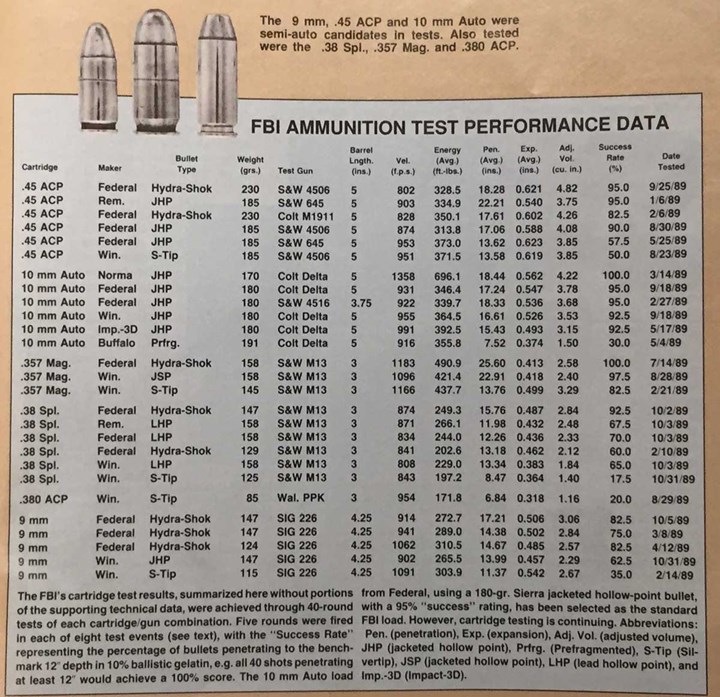 The 9 mm, .45 ACP and 10 mm Auto were
semi-auto candidates in tests. Also tested
were the .38 Spl., .357 Mag. and .380 ACP.
FBI AMMUNITION TEST PERFORMANCE DATA
Cartridge Maker Bullet Type Weight (grs.) Test Gun Barrel Lngth. (ins.) Vel. (f.p.s.) Energy (Avg.) (ft.-lbs.) Pen. (Avg.) (ins.) Exp. (Avg.) (ins.) Adj. Vol. (cu. in.) Success Rate (%) Date Tested
.45 ACP Federal Hydra-Shok 230 S&W 4506 5 802 328.5 18.28 0.621 4.82 95.0 9/25/89
.45 ACP Rem. JHP 185 S&W 645 5 903 334.9 22.21 0.540 3.75 95.0 1/6/89
.45 ACP Federal Hydra-Shok 230 Colt M1911 5 828 350.1 17.61 0.602 4.26 82.5 2/6/89
.45 ACP Federal JHP 185 S&W 4506 5 874 313.8 17.06 0.588 4.08 90.0 8/30/89
.45 ACP Federal JHP 185 S&W 645 5 953 373.0 13.62 0.623 3.85 57.5 5/25/89
.45 ACP Win. S-Tip 185 S&W 4506 5 951 371.5 13.58 0.619 3.85 50.0 8/23/89
10 mm Auto Norma JHP 170 Colt Delta 5 1358 696.1 18.44 0.562 4.22 100.0 3/14/89
10 mm Auto Federal JHP 180 Colt Delta 5 931 346.4 17.24 0.547 3.78 95.0 9/18/89
10 mm Auto Federal JHP 180 S&W 4516 3.75 922 339.7 18.33 0.536 3.68 95.0 2/27/89
10 mm Auto Win. JHP 180 Colt Delta 5 955 364.5 16.61 0.526 3.53 92.5 9/18/89
10 mm Auto Imp.-3D JHP 180 Colt Delta 5 991 392.5 15.43 0.493 3.15 92.5 5/17/89
10 mm Auto Buffalo Prfrg. 191 Colt Delta 5 916 355.8 7.52 0.374 1.50 30.0 5/4/89
.357 Mag. Federal Hydra-Shok 158 S&W M13 3 1183 490.9 25.60 0.413 2.58 100.0 7/14/89
.357 Mag. Win. JSP 158 S&W M13 3 1096 421.4 22.91 0.418 2.40 97.5 8/28/89
.357 Mag. Win. S-Tip 145 S&W M13 3 1166 437.7 13.76 0.499 3.29 82.5 2/21/89
.38 Spl. Federal Hydra-Shok 147 S&W M13 3 874 249.3 15.76 0.487 2.84 92.5 10/2/89
.38 Spl. Rem. LHP 158 S&W M13 3 871 266.1 11.98 0.432 2.48 67.5 10/3/89
.38 Spl. Federal LHP 158 S&W M13 3 834 244.0 12.26 0.436 2.33 70.0 10/3/89
.38 Spl. Federal Hydra-Shok 129 S&W M13 3 841 202.6 13.18 0.462 2.12 60.0 2/10/89
.38 Spl. Win. LHP 158 S&W M13 3 808 229.0 13.34 0.383 1.84 65.0 10/3/89
.38 Spl. Win. S-Tip 125 S&W M13 3 843 197.2 8.47 0.364 1.40 17.5 10/31/89
.380 ACP Win. S-Tip 85 Wal. PPK 3 954 171.8 6.84 0.318 1.16 20.0 8/29/89
9 mm Federal Hydra-Shok 147 SIG 226 4.25 914 272.7 17.21 0.506 3.06 82.5 10/5/89
9 mm Federal Hydra-Shok 147 SIG 226 4.25 941 289.0 14.38 0.502 2.84 75.0 3/8/89
9 mm Federal Hydra-Shok 124 SIG 226 4.25 1062 310.5 14.67 0.485 2.57 82.5 4/12/89
9 mm Win. JHP 147 SIG 226 4.25 902 265.5 13.99 0.457 2.29 62.5 10/31/89
9 mm Win. S-Tip 115 SIG 226 4.25 1091 303.9 11.37 0.542 2.67 35.0 2/14/89
The FBI's cartridge test results, summarized here without portions
of the supporting technical data, were achieved through 40-round
tests of each cartridge/gun combination. Five rounds were fired
in each of eight test events (see text), with the "Success Rate"
representing the percentage of bullets penetrating to the bench-
mark 12" depth in 10% ballistic gelatin, e.g. all 40 shots penetrating
at least 12" would achieve a 100% score. The 10 mm Auto load
from Federal, using a 180-gr. Sierra jacketed hollow-point bullet,
with a 95% "success" rating, has been selected as the standard
FBI load. However, cartridge testing is continuing. Abbreviations:
Pen. (penetration), Exp. (expansion), Adj. Vol. (adjusted volume),
JHP (jacketed hollow point), Prfrg. (Prefragmented), S-Tip (Sil-
vertip), JSP (jacketed hollow point), LHP (lead hollow point), and
Imp.-3D (Impact-3D).